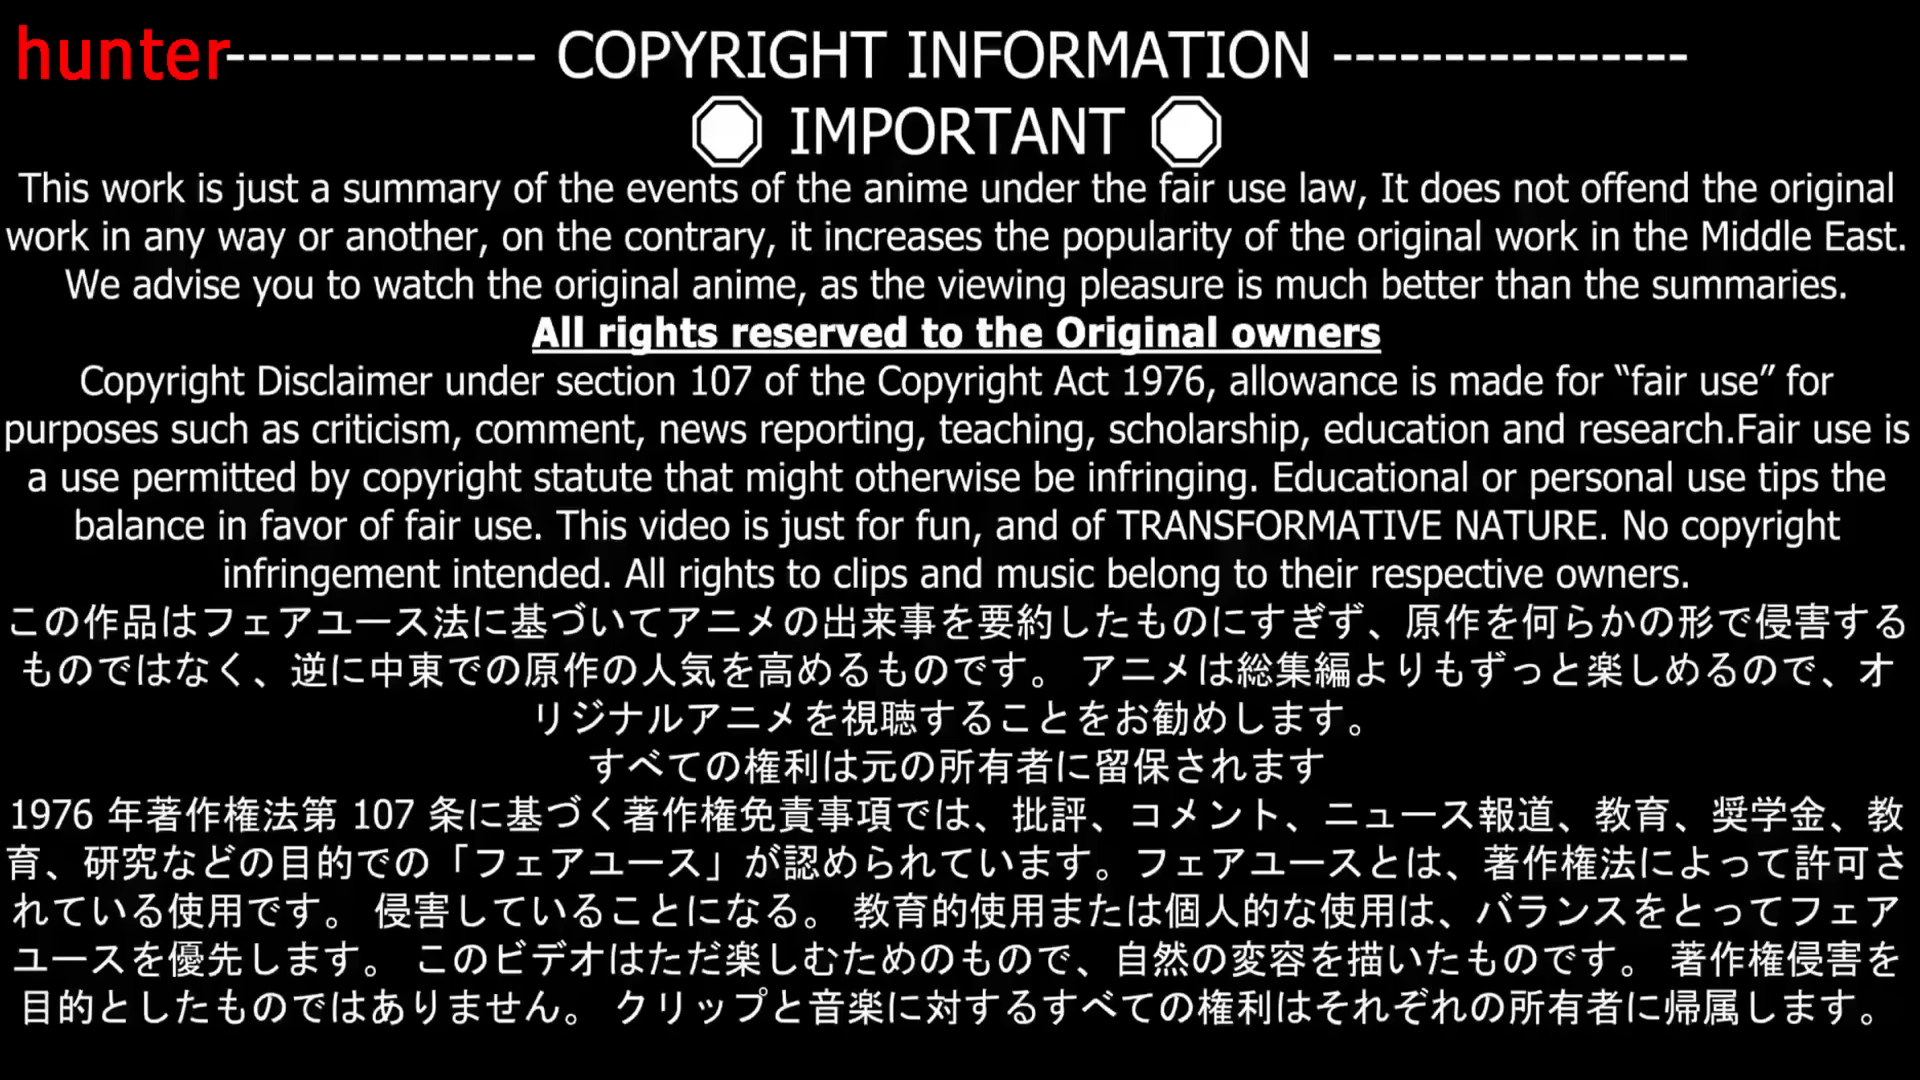 hunter-------------- COPYRIGHT INFORMATION ----------------
IMPORTANT
This work is just a summary of the events of the anime under the fair use law, It does not offend the original
work in any way or another, on the contrary, it increases the popularity of the original work in the Middle East.
We advise you to watch the original anime, as the viewing pleasure is much better than the summaries.
All rights reserved to the Original owners
Copyright Disclaimer under section 107 of the Copyright Act 1976, allowance is made for “fair use” for
purposes such as criticism, comment, news reporting, teaching, scholarship, education and research.Fair use is
a use permitted by copyright statute that might otherwise be infringing. Educational or personal use tips the
balance in favor of fair use. This video is just for fun, and of TRANSFORMATIVE NATURE. No copyright
infringement intended. All rights to clips and music belong to their respective owners.
この作品はフェアユース法に基づいてアニメの出来事を要約したものにすぎず、原作を何らかの形で侵害する
ものではなく、逆に中東での原作の人気を高めるものです。 アニメは総集編よりもずっと楽しめるので、オ
リジナルアニメを視聴することをお勧めします。
すべての権利は元の所有者に留保されます
1976 年著作権法第 107 条に基づく著作権免責事項では、批評、コメント、ニュース報道、教育、奨学金、教
育、研究などの目的での「フェアユース」が認められています。フェアユースとは、著作権法によって許可さ
れている使用です。 侵害していることになる。 教育的使用または個人的な使用は、バランスをとってフェア
ユースを優先します。 このビデオはただ楽しむためのもので、自然の変容を描いたものです。 著作権侵害を
目的としたものではありません。 クリップと音楽に対するすべての権利はそれぞれの所有者に帰属します。